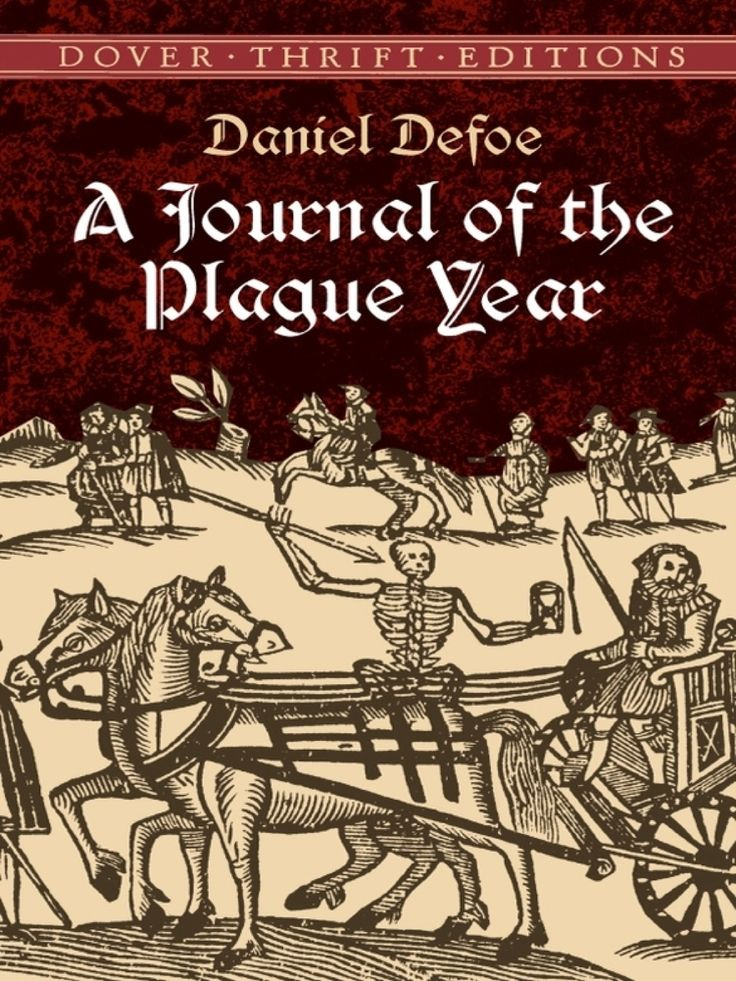 DOVER · THRIFT · EDITIONS
Daniel Defoe
A Journal of the
Plague Year